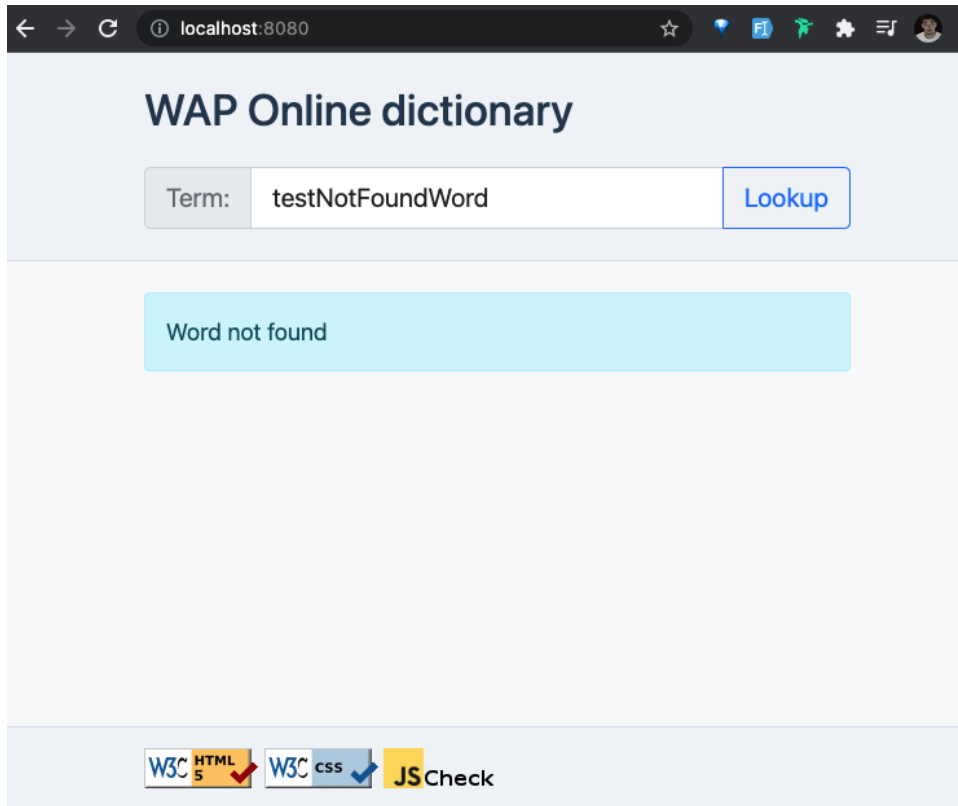 localhost:8080
WAP Online dictionary
Term: testNotFoundWord Lookup
Word not found
W3C HTML 5 W3C css JS Check